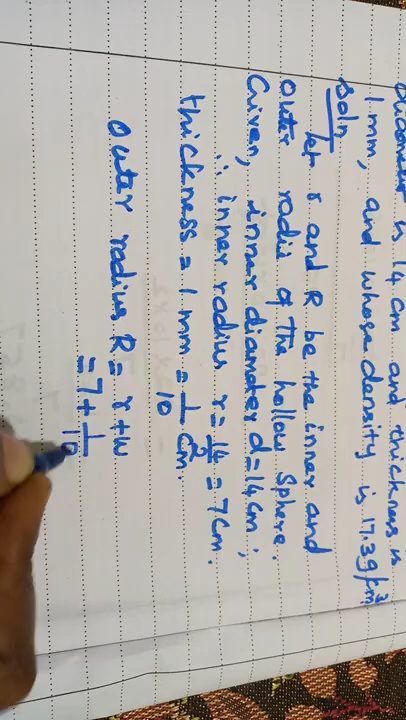 Diameter is 14 cm and thickness is
1 mm, and whose density is 17.3g/cm³.
Soln
let r and R be the inner and
outer radii of the hollow sphere.
Given, inner diameter d = 14 cm;
∴ inner radius r = 14/2 = 7 cm.
thickness = 1 mm = 1/10 cm.
outer radius R = r + w
= 7 + 1/10